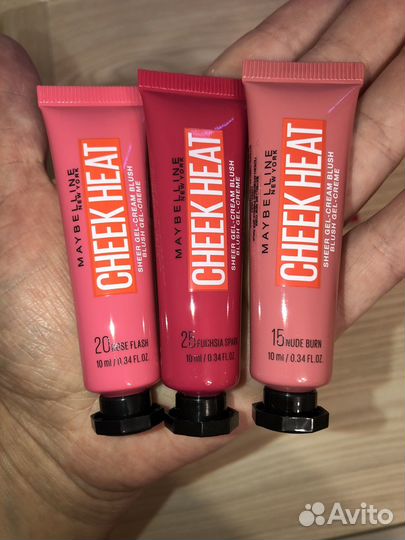 MAYBELLINE
NEW YORK
CHEEK HEAT
SHEER GEL-CREAM BLUSH
BLUSH GEL-CRÈME
20 ROSE FLASH
10 ml / 0.34 FL.OZ.
MAYBELLINE
NEW YORK
CHEEK HEAT
SHEER GEL-CREAM BLUSH
BLUSH GEL-CRÈME
25 FUCHSIA SPARK
10 ml / 0.34 FL.OZ.
MAYBELLINE
NEW YORK
CHEEK HEAT
SHEER GEL-CREAM BLUSH
BLUSH GEL-CRÈME
15 NUDE BURN
10 ml / 0.34 FL.OZ.
Avito